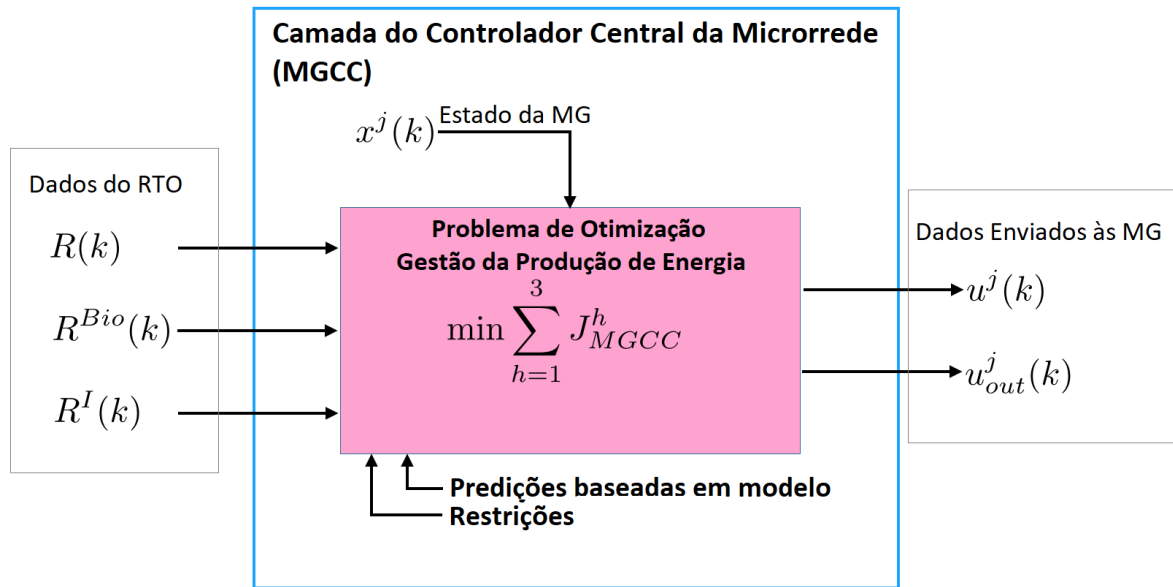 Camada do Controlador Central da Microrrede
(MGCC)
Estado da MG
x^j(k)
Dados do RTO
R(k)
R^{Bio}(k)
R^I(k)
Problema de Otimização
Gestão da Produção de Energia
min \sum_{h=1}^{3} J^h_{MGCC}
Dados Enviados às MG
u^j(k)
u^j_{out}(k)
Predições baseadas em modelo
Restrições